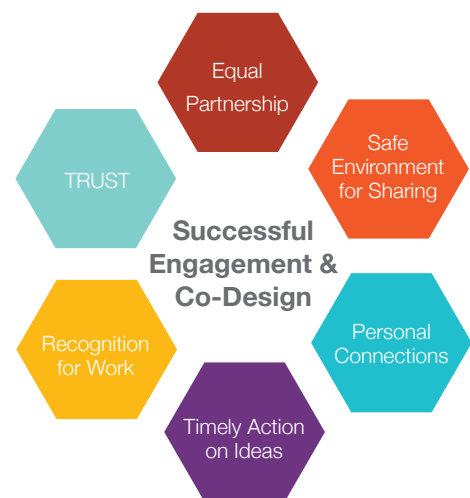 Equal
Partnership
Safe
Environment
for Sharing
Personal
Connections
Timely Action
on Ideas
Recognition
for Work
TRUST
Successful
Engagement &
Co-Design